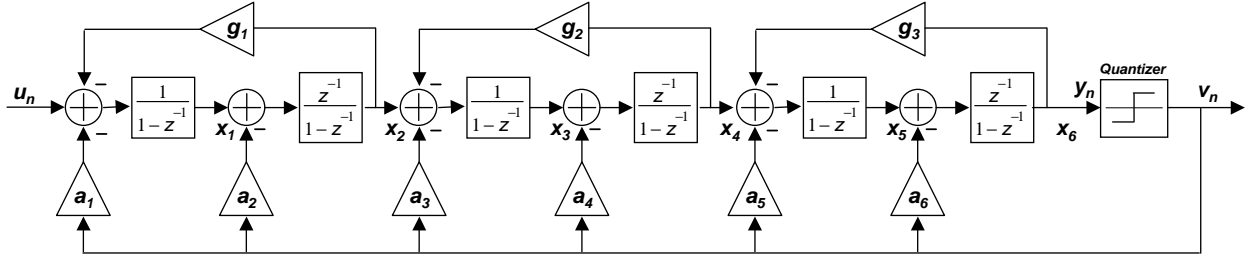 g1 g2 g3
Quantizer
un 1 z−1 1 z−1 1 z−1 yn vn
1−z−1 1−z−1 1−z−1 1−z−1 1−z−1 1−z−1
x1 x2 x3 x4 x5 x6
a1 a2 a3 a4 a5 a6